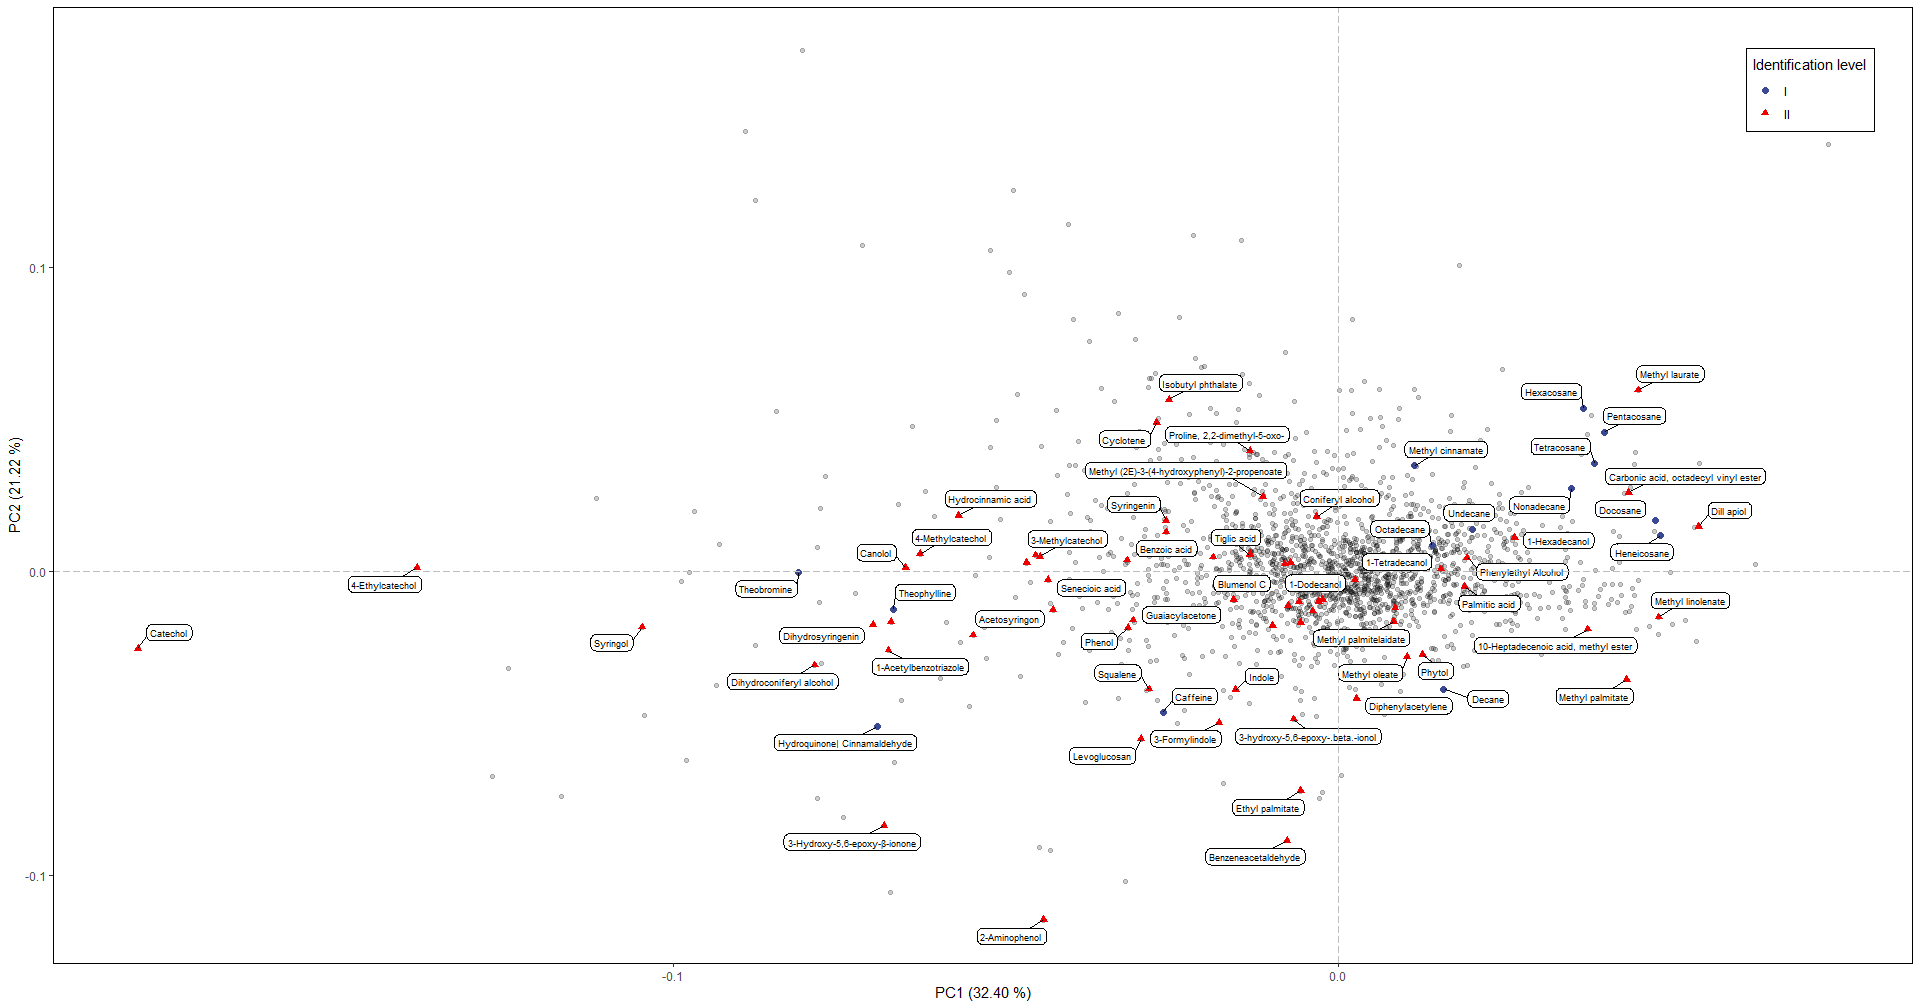 Identification level
I
II
Isobutyl phthalate
Methyl laurate
Hexacosane
Pentacosane
Cyclotene
Proline, 2,2-dimethyl-5-oxo-
Methyl cinnamate
Tetracosane
Methyl (2E)-3-(4-hydroxyphenyl)-2-propenoate
Carbonic acid, octadecyl vinyl ester
Hydrocinnamic acid
Syringenin
Coniferyl alcohol
Nonadecane
Docosane
Dill apiol
Undecane
Octadecane
4-Methylcatechol
3-Methylcatechol
Tiglic acid
1-Hexadecanol
Canolol
Benzoic acid
Heneicosane
1-Tetradecanol
Phenylethyl Alcohol
4-Ethylcatechol
Theobromine
Theophylline
Senecioic acid
Blumenol C
1-Dodecanol
Palmitic acid
Methyl linolenate
Catechol
Syringol
Dihydrosyringenin
Acetosyringon
Guaiacylacetone
Phenol
Methyl palmitelaidate
10-Heptadecenoic acid, methyl ester
1-Acetylbenzotriazole
Dihydroconiferyl alcohol
Squalene
Indole
Methyl oleate
Phytol
Caffeine
Decane
Methyl palmitate
Diphenylacetylene
Hydroquinone| Cinnamaldehyde
3-Formylindole
3-hydroxy-5,6-epoxy-.beta.-ionol
Levoglucosan
Ethyl palmitate
3-Hydroxy-5,6-epoxy-β-ionone
Benzeneacetaldehyde
2-Aminophenol
0.1
0.0
-0.1
PC2 (21.22 %)
-0.1
0.0
PC1 (32.40 %)